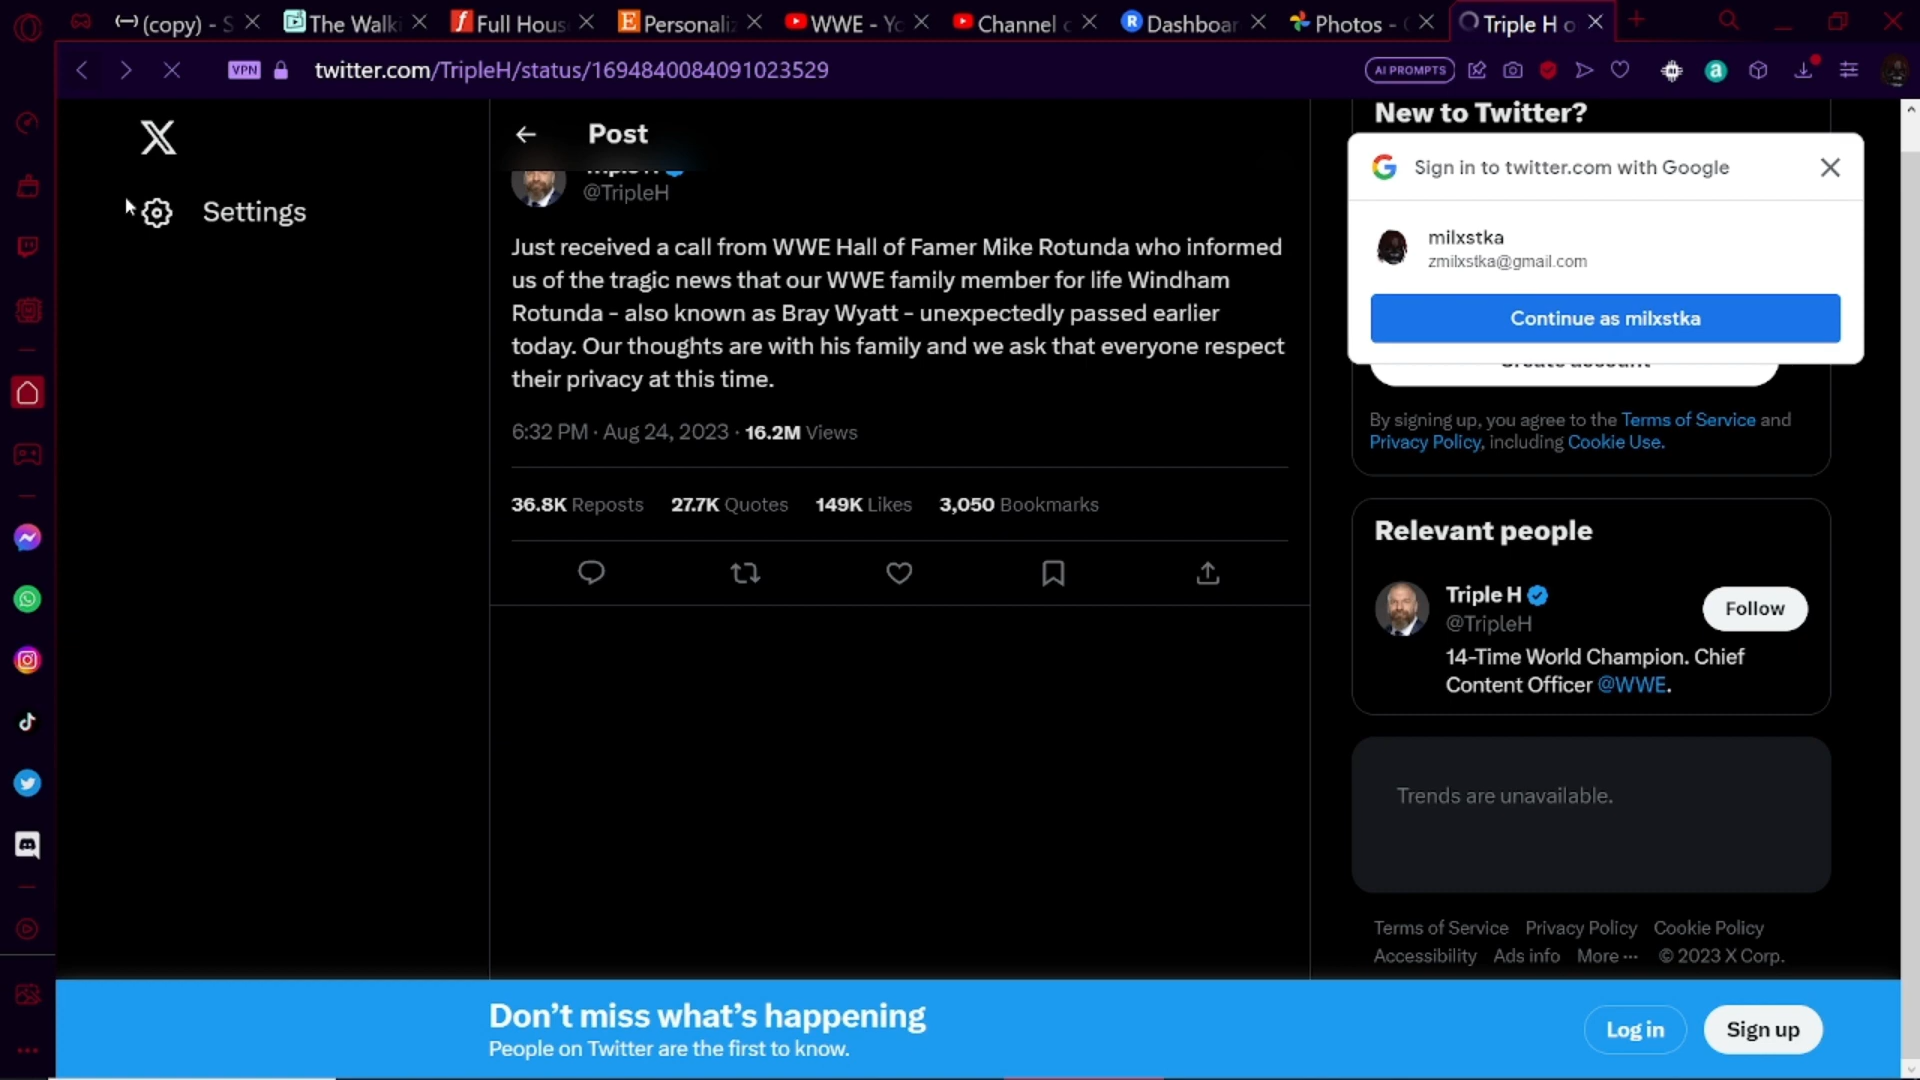 (copy) - S
The Walki
Full Hous
Personaliz
WWE - Yo
Channel c
Dashboar
Photos -
Triple H o
VPN
twitter.com/TripleH/status/1694840084091023529
AI PROMPTS
Settings
Post
@TripleH
Just received a call from WWE Hall of Famer Mike Rotunda who informed
us of the tragic news that our WWE family member for life Windham
Rotunda - also known as Bray Wyatt - unexpectedly passed earlier
today. Our thoughts are with his family and we ask that everyone respect
their privacy at this time.
6:32 PM · Aug 24, 2023 · 16.2M Views
36.8K Reposts 27.7K Quotes 149K Likes 3,050 Bookmarks
New to Twitter?
Sign in to twitter.com with Google
milxstka
zmilxstka@gmail.com
Continue as milxstka
By signing up, you agree to the Terms of Service and
Privacy Policy, including Cookie Use.
Relevant people
Triple H
@TripleH
Follow
14-Time World Champion. Chief
Content Officer @WWE.
Trends are unavailable.
Terms of Service Privacy Policy Cookie Policy
Accessibility Ads info More ··· © 2023 X Corp.
Don't miss what's happening
People on Twitter are the first to know.
Log in
Sign up